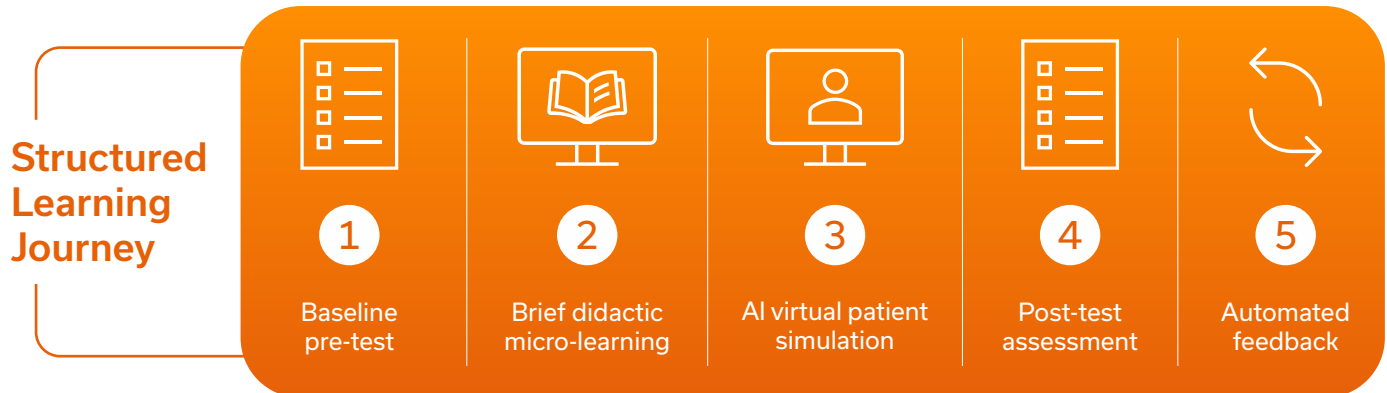 Structured
Learning
Journey
1
Baseline
pre-test
2
Brief didactic
micro-learning
3
AI virtual patient
simulation
4
Post-test
assessment
5
Automated
feedback